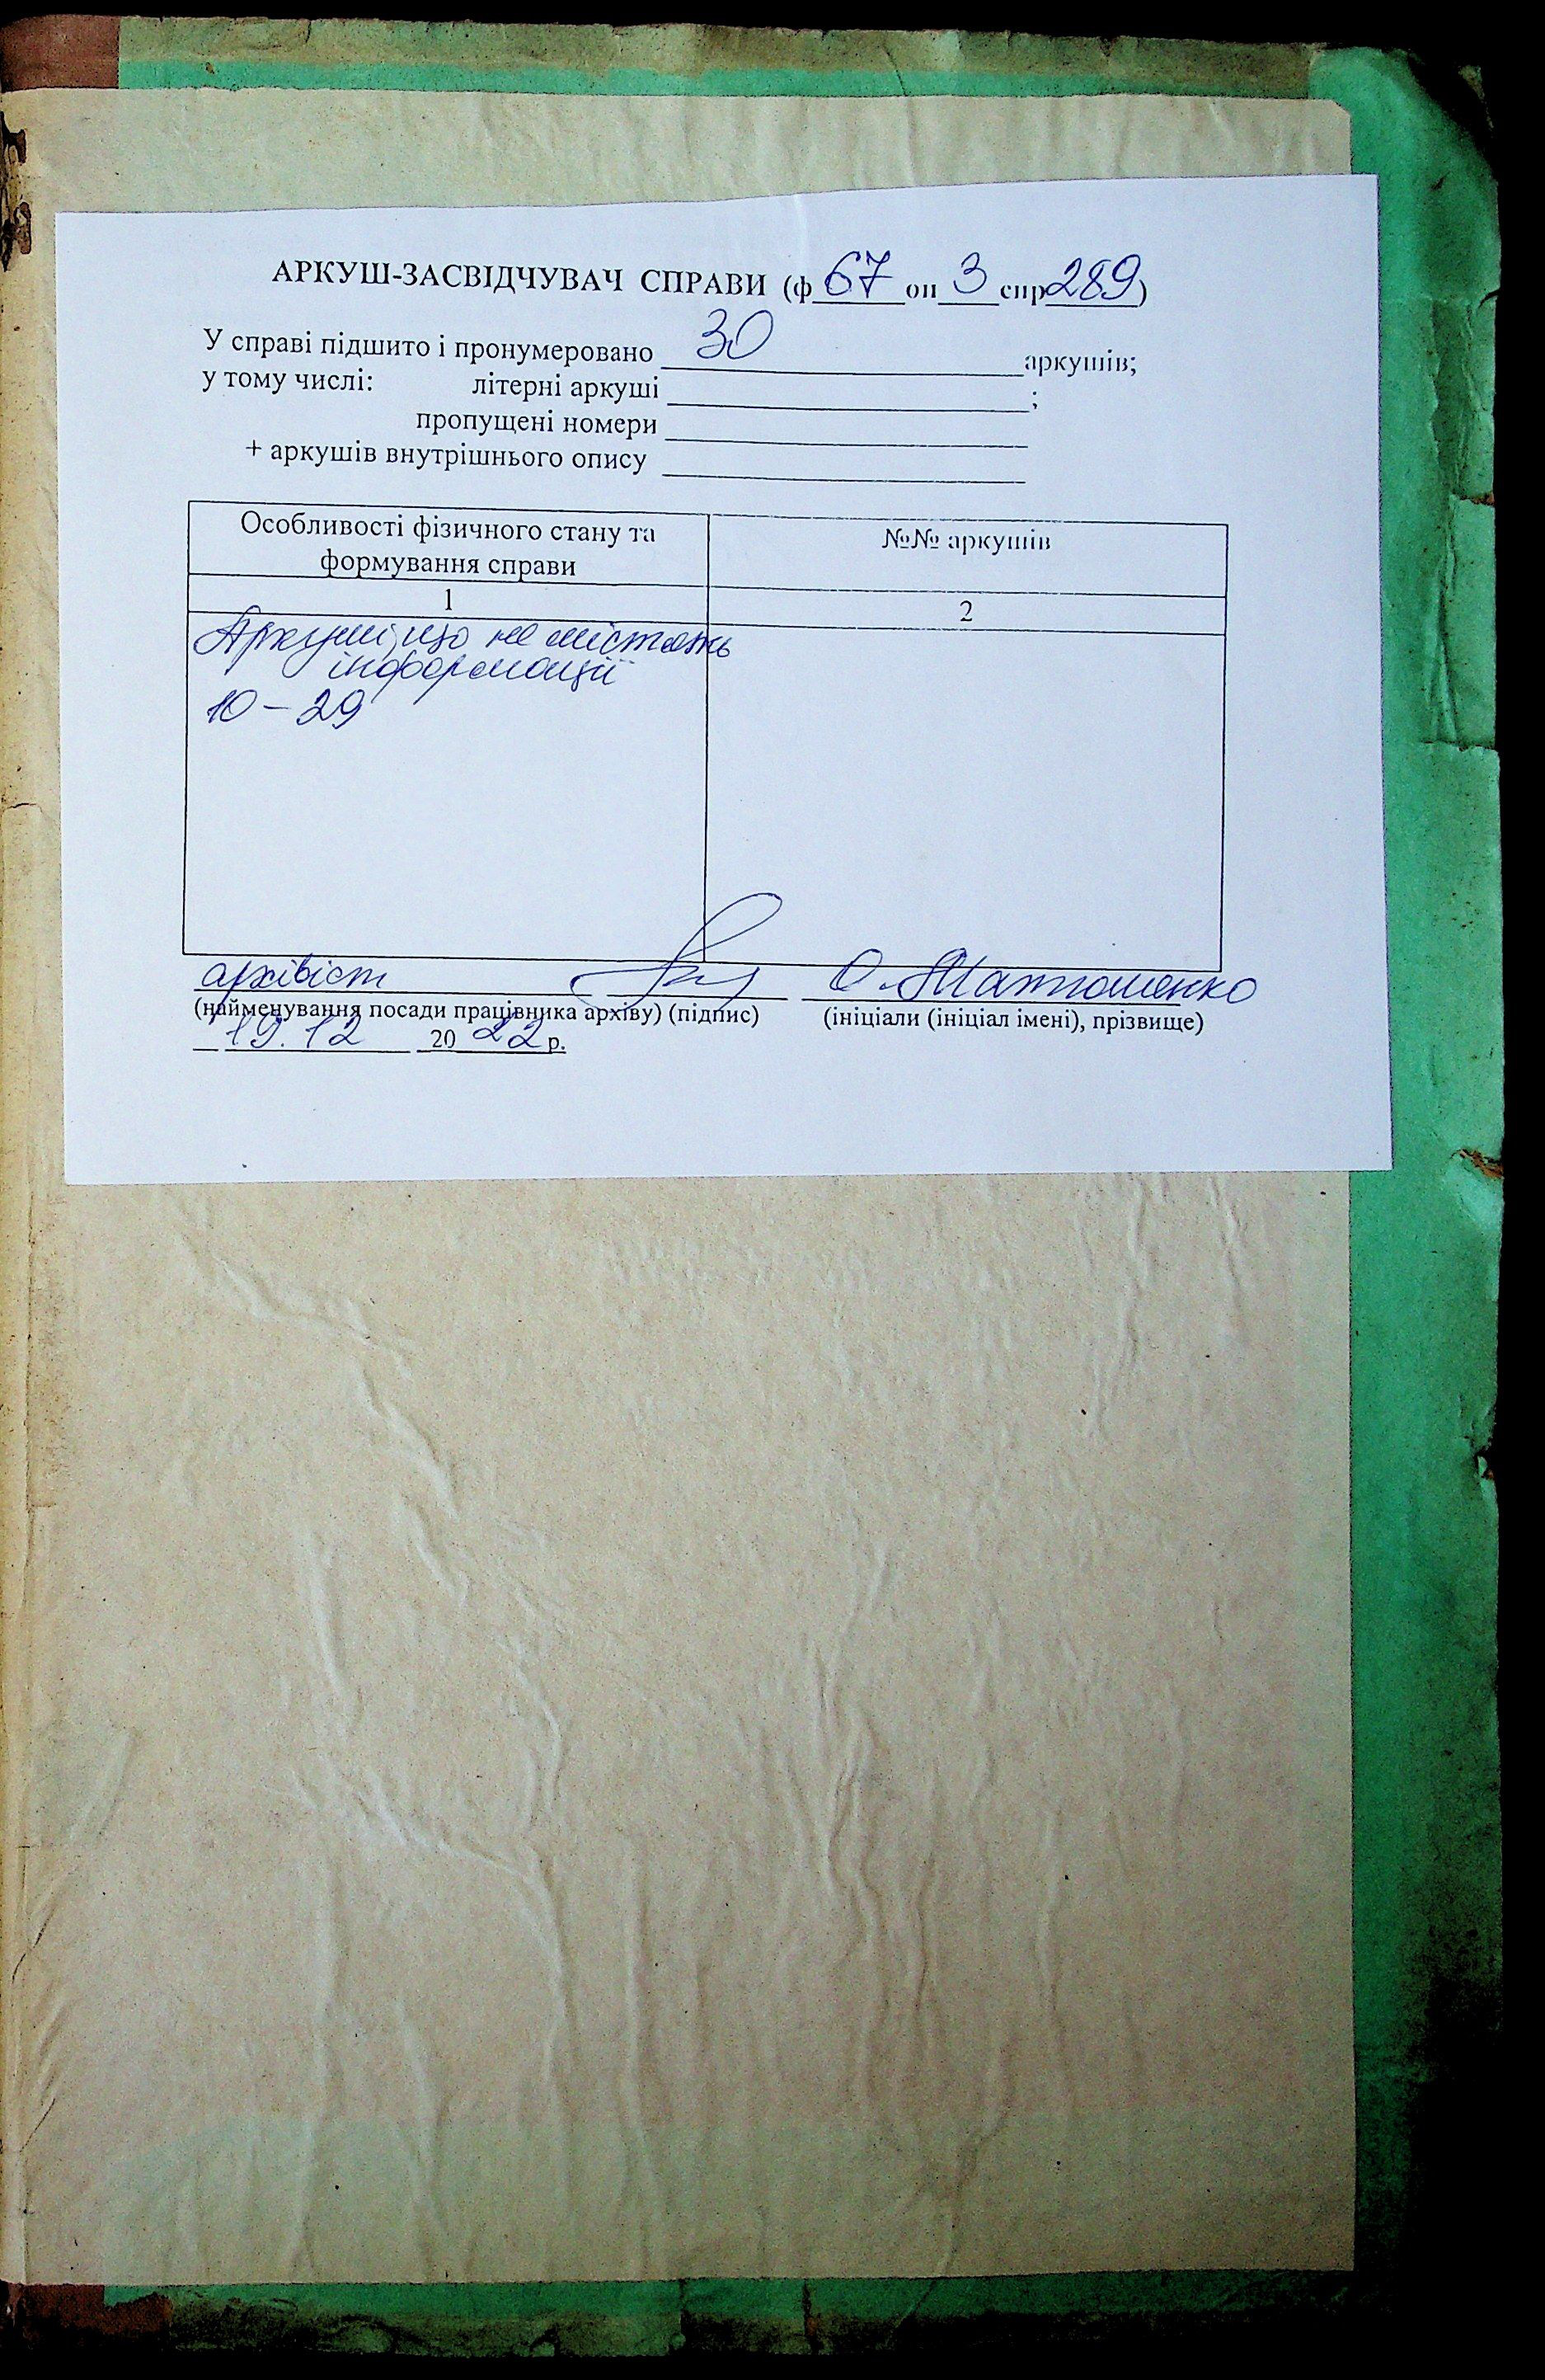 АРКУШ-ЗАСВІДЧУВАЧ СПРАВИ (ф 67 оп 3 спр 289)
У справі підшито і пронумеровано 30 аркушів;
у тому числі: літерні аркуші ;
пропущені номери
+ аркушів внутрішнього опису
Особливості фізичного стану та
формування справи
№№ аркушів
1
2
Аркуші, що не містять
інформації
10 – 29
архівіст О. Матюшенко
(найменування посади працівника архіву) (підпис) (ініціали (ініціал імені), прізвище)
19.12 2022 р.